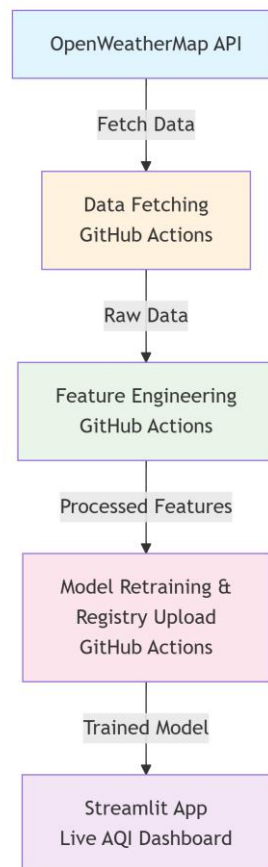 OpenWeatherMap API
Fetch Data
Data Fetching
GitHub Actions
Raw Data
Feature Engineering
GitHub Actions
Processed Features
Model Retraining &
Registry Upload
GitHub Actions
Trained Model
Streamlit App
Live AQI Dashboard